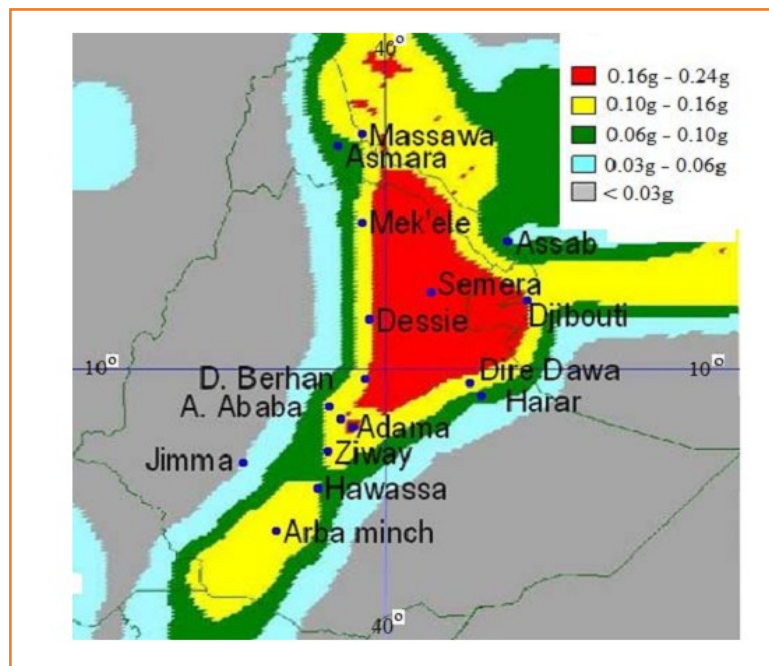 40°
0.16g - 0.24g
0.10g - 0.16g
0.06g - 0.10g
0.03g - 0.06g
< 0.03g
Massawa
Asmara
Mek'ele
Assab
Semera
Djibouti
Dessie
10°
10°
D. Berhan
Dire Dawa
A. Ababa
Harar
Adama
Jimma
Ziway
Hawassa
Arba minch
40°